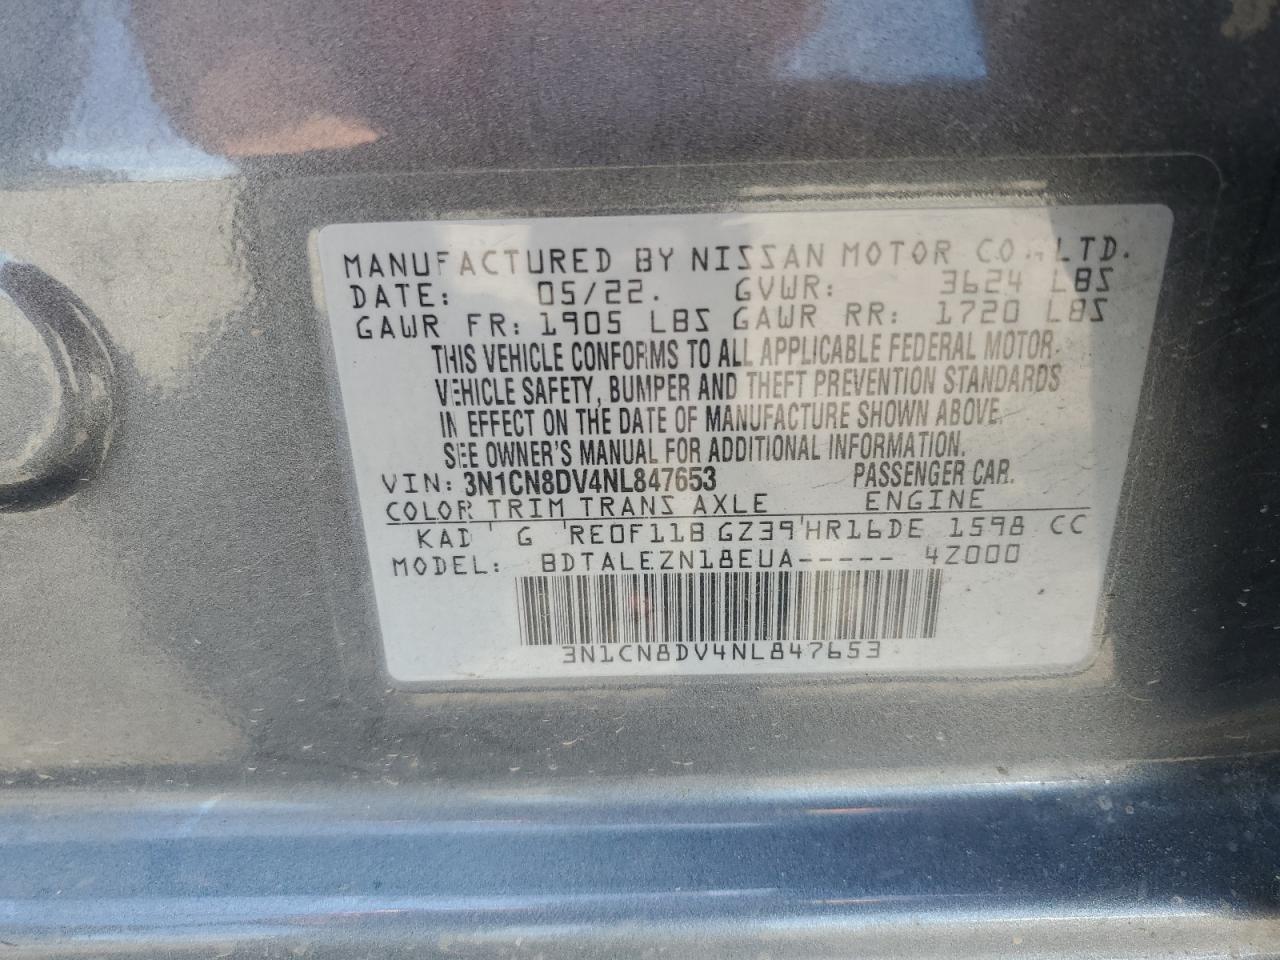 MANUFACTURED BY NISSAN MOTOR CO., LTD.
DATE: 05/22. GVWR: 3624 LBS
GAWR FR: 1905 LBS GAWR RR: 1720 LBS
THIS VEHICLE CONFORMS TO ALL APPLICABLE FEDERAL MOTOR
VEHICLE SAFETY, BUMPER AND THEFT PREVENTION STANDARDS
IN EFFECT ON THE DATE OF MANUFACTURE SHOWN ABOVE.
SEE OWNER'S MANUAL FOR ADDITIONAL INFORMATION.
VIN: 3N1CN8DV4NL847653 PASSENGER CAR.
COLOR TRIM TRANS AXLE ENGINE
KAD G RE0F11B GZ39 HR16DE 1598 CC
MODEL: BDTALEZN18EUA----- 4Z000
3N1CN8DV4NL847653